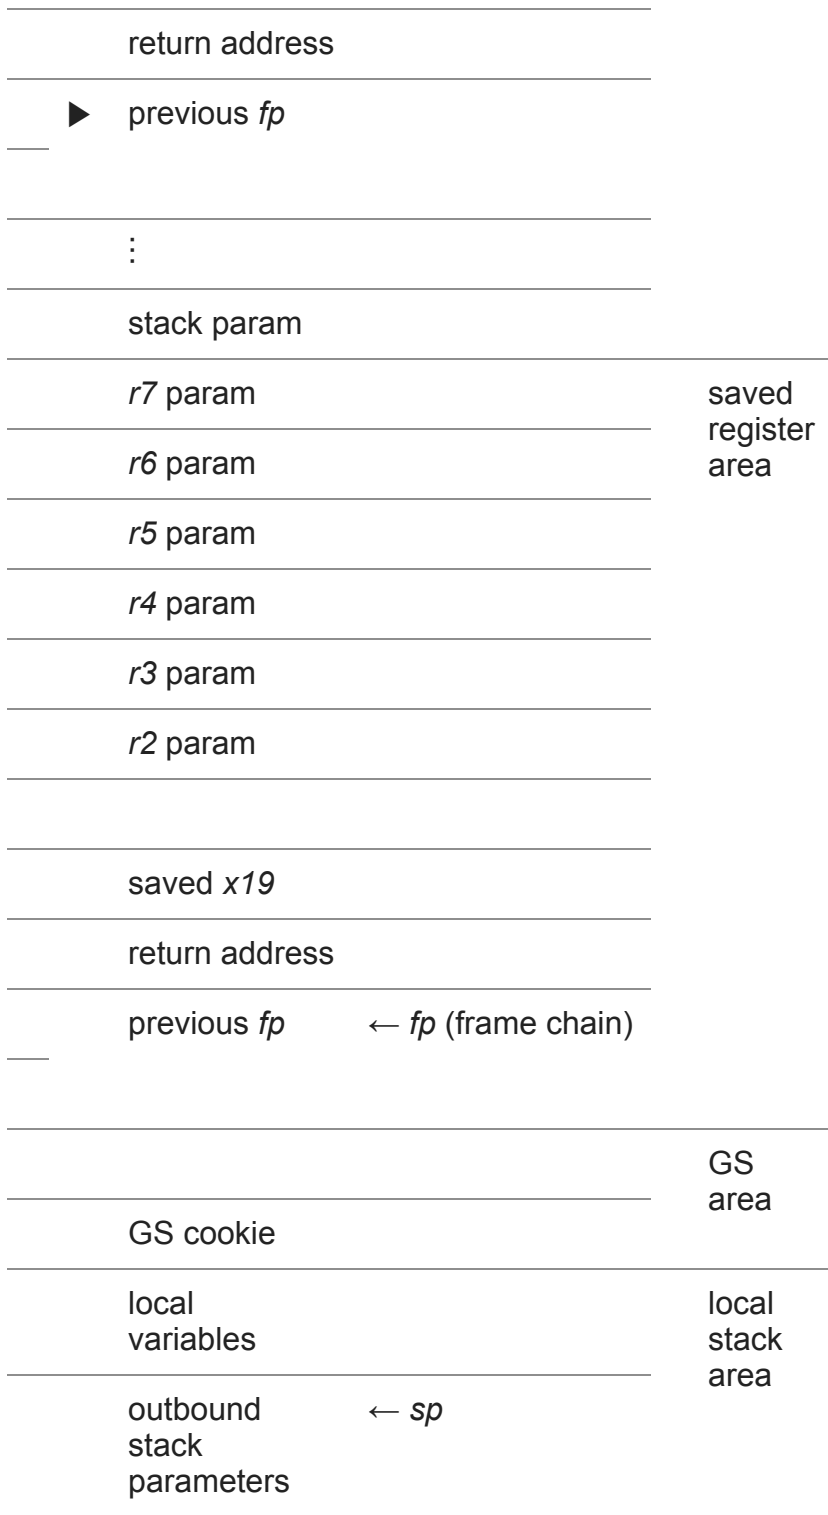 return address
▶ previous fp
⋮
stack param
r7 param
saved
register
area
r6 param
r5 param
r4 param
r3 param
r2 param
saved x19
return address
previous fp ← fp (frame chain)
GS
area
GS cookie
local
variables
local
stack
area
outbound
stack
parameters
← sp